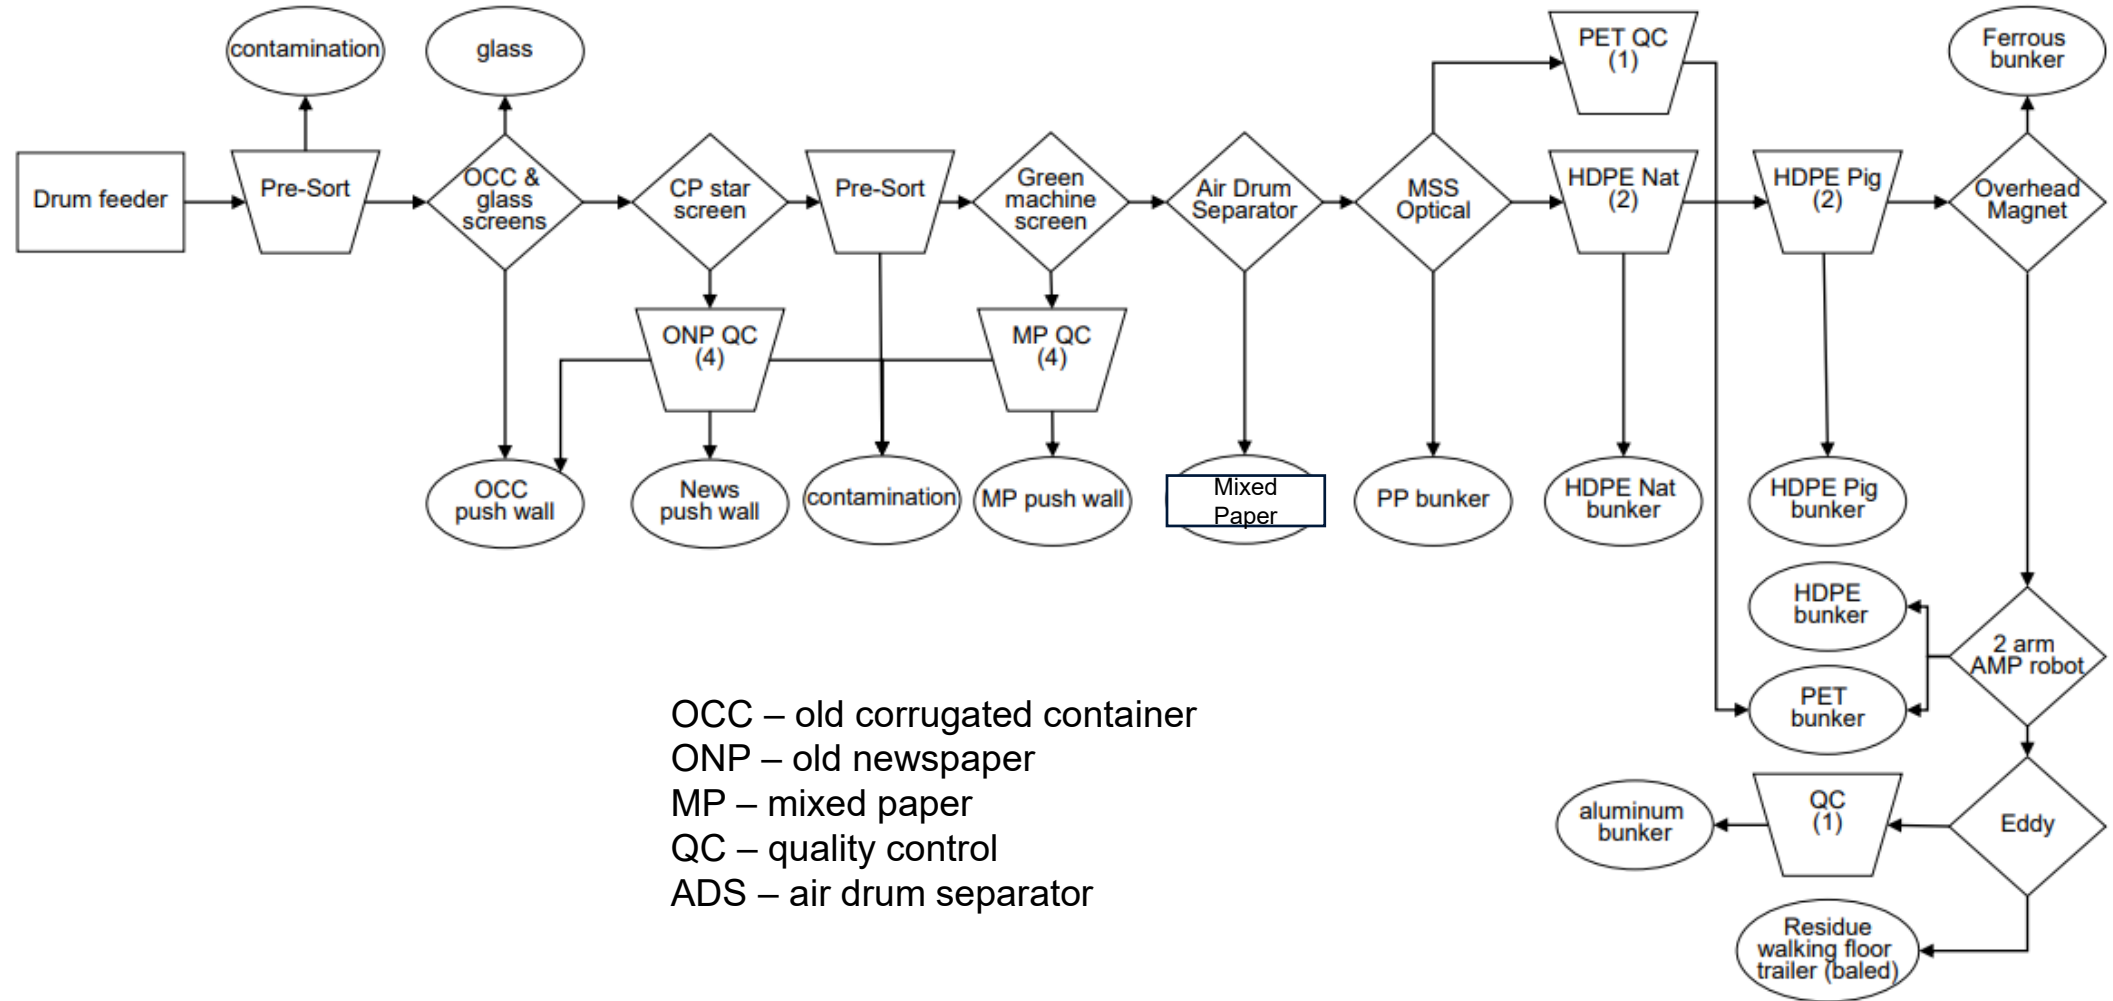 contamination
glass
PET QC
(1)
Ferrous
bunker
Drum feeder
Pre-Sort
OCC &
glass
screens
CP star
screen
Pre-Sort
Green
machine
screen
Air Drum
Separator
MSS
Optical
HDPE Nat
(2)
HDPE Pig
(2)
Overhead
Magnet
ONP QC
(4)
MP QC
(4)
OCC
push wall
News
push wall
contamination
MP push wall
Mixed
Paper
PP bunker
HDPE Nat
bunker
HDPE Pig
bunker
HDPE
bunker
2 arm
AMP robot
PET
bunker
aluminum
bunker
QC
(1)
Eddy
Residue
walking floor
trailer (baled)
OCC – old corrugated container
ONP – old newspaper
MP – mixed paper
QC – quality control
ADS – air drum separator